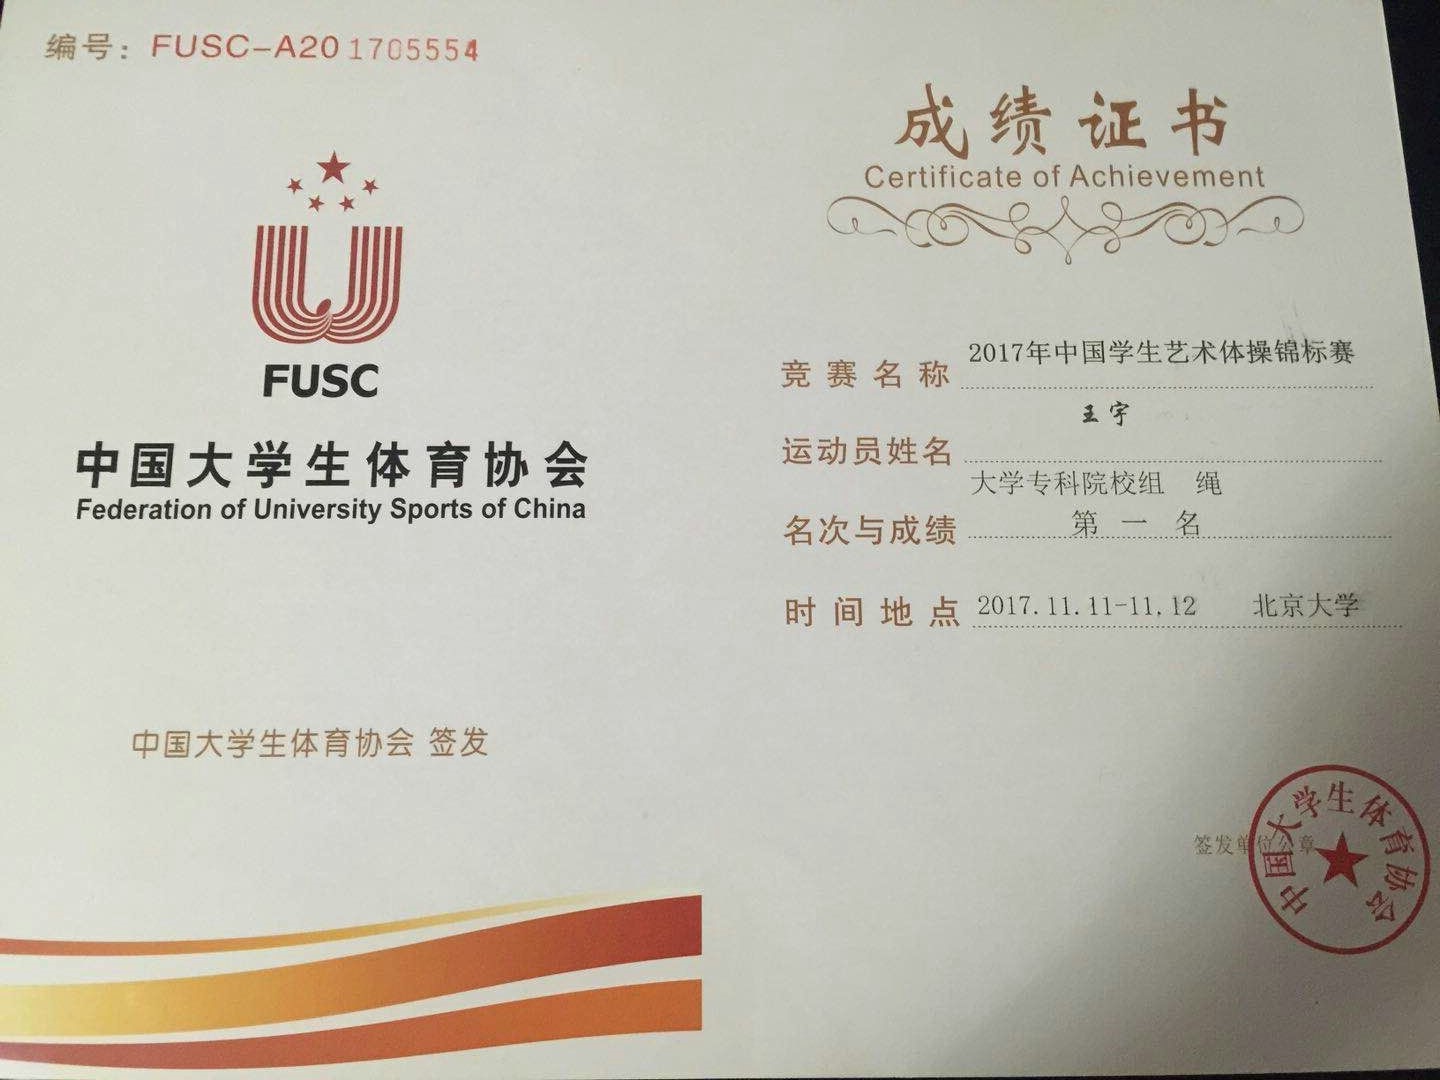 编号：FUSC-A201705554
FUSC
中国大学生体育协会
Federation of University Sports of China
中国大学生体育协会 签发
成绩证书
Certificate of Achievement
竞赛名称 2017年中国学生艺术体操锦标赛
运动员姓名 王宇
大学专科院校组 绳
名次与成绩 第一名
时间地点 2017.11.11-11.12 北京大学
签发单位公章
中国大学生体育协会